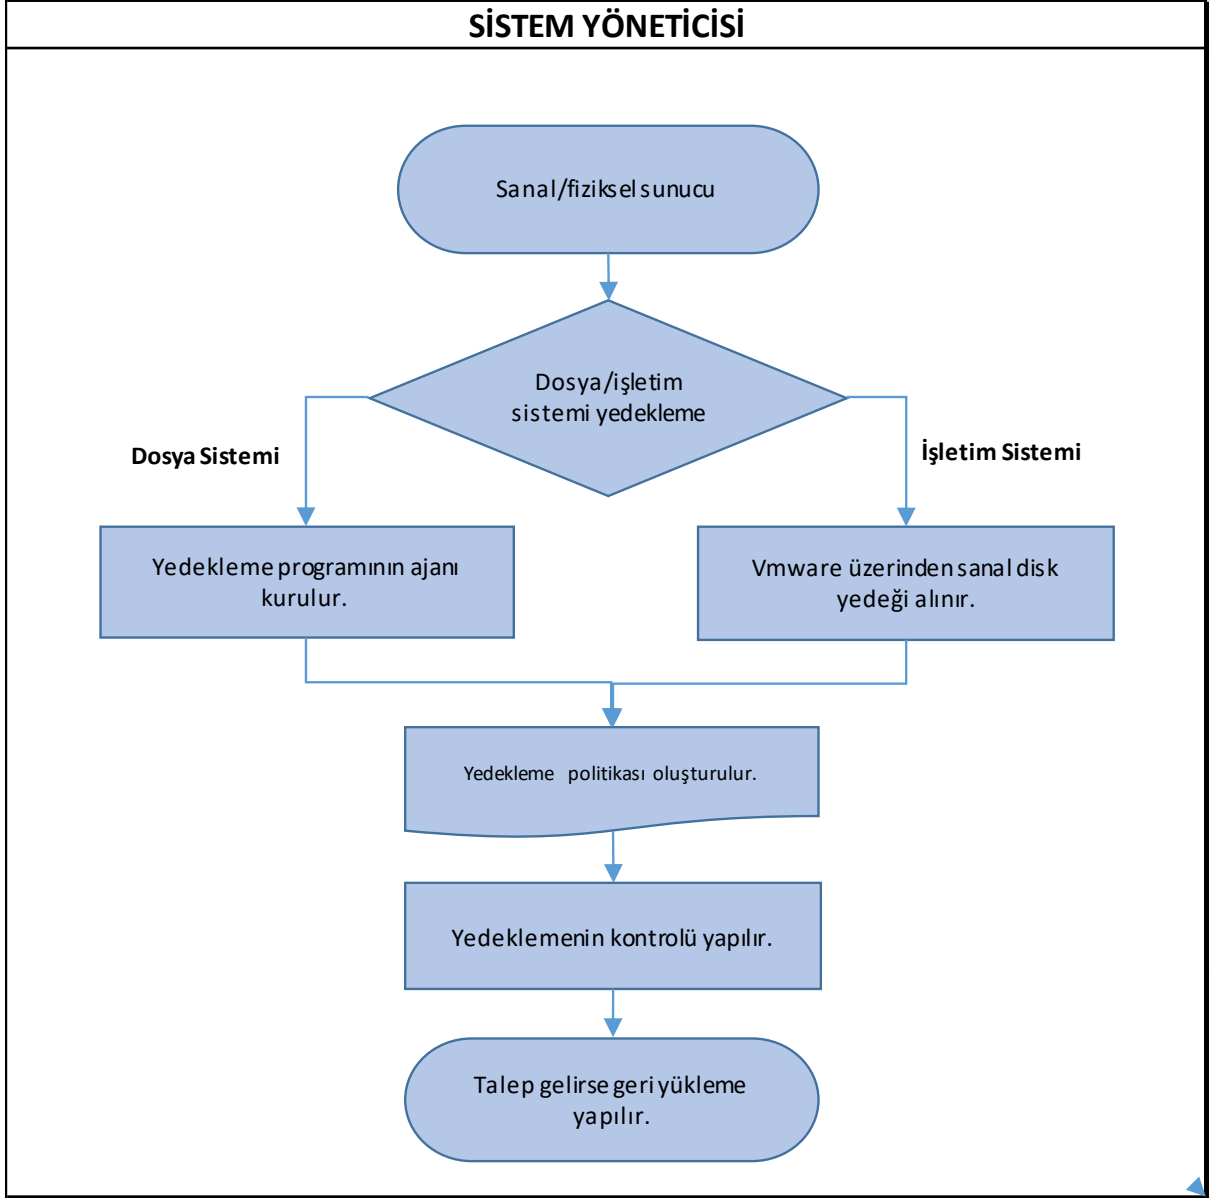 SİSTEM YÖNETİCİSİ
Sanal/fiziksel sunucu
Dosya/işletim
sistemi yedekleme
Dosya Sistemi
İşletim Sistemi
Yedekleme programının ajanı
kurulur.
Vmware üzerinden sanal disk
yedeği alınır.
Yedekleme politikası oluşturulur.
Yedeklemenin kontrolü yapılır.
Talep gelirse geri yükleme
yapılır.